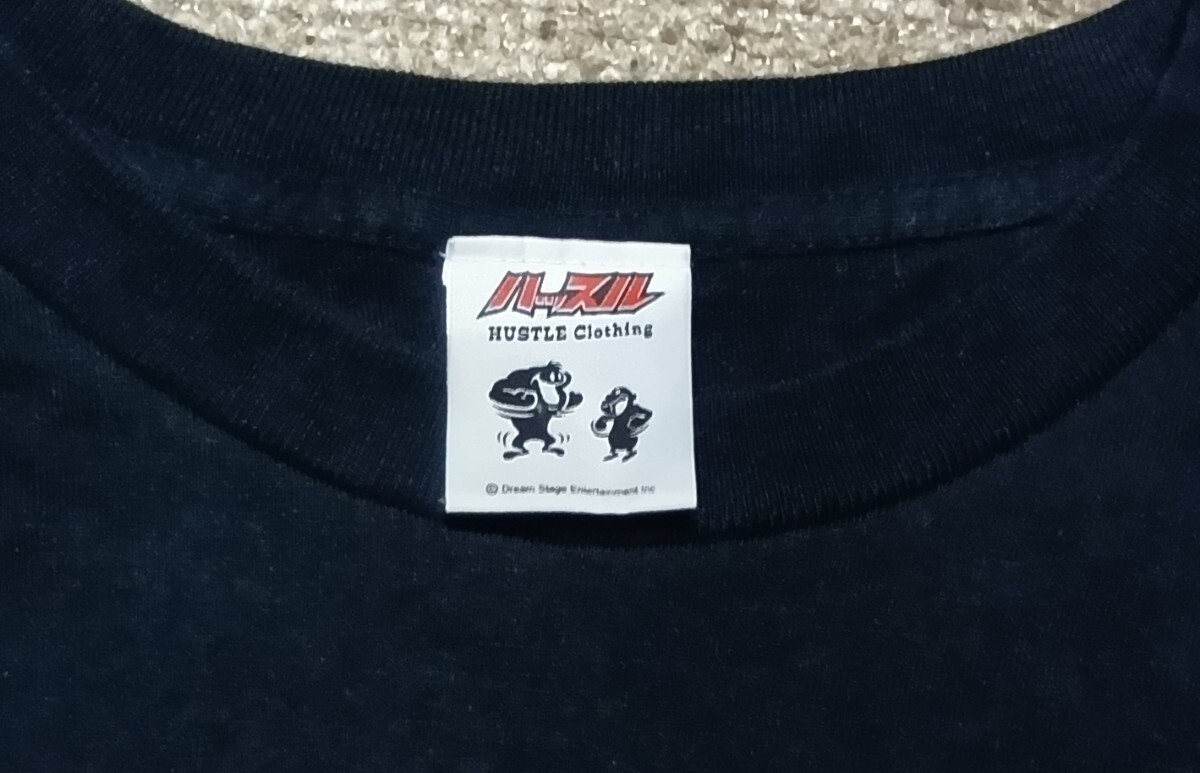 ハッスル
HUSTLE Clothing
© Dream Stage Entertainment Inc